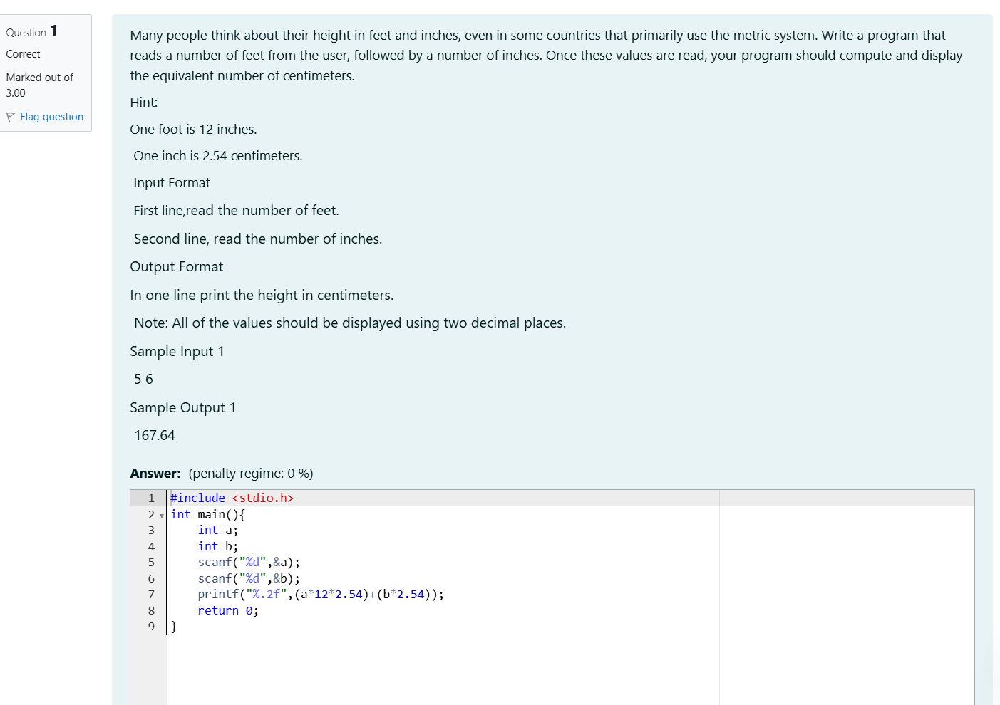 Question 1
Correct
Marked out of
3.00
Flag question
Many people think about their height in feet and inches, even in some countries that primarily use the metric system. Write a program that
reads a number of feet from the user, followed by a number of inches. Once these values are read, your program should compute and display
the equivalent number of centimeters.
Hint:
One foot is 12 inches.
One inch is 2.54 centimeters.
Input Format
First line,read the number of feet.
Second line, read the number of inches.
Output Format
In one line print the height in centimeters.
Note: All of the values should be displayed using two decimal places.
Sample Input 1
5 6
Sample Output 1
167.64
Answer: (penalty regime: 0 %)
1 #include <stdio.h>
2 int main(){
3     int a;
4     int b;
5     scanf("%d",&a);
6     scanf("%d",&b);
7     printf("%.2f",(a*12*2.54)+(b*2.54));
8     return 0;
9 }